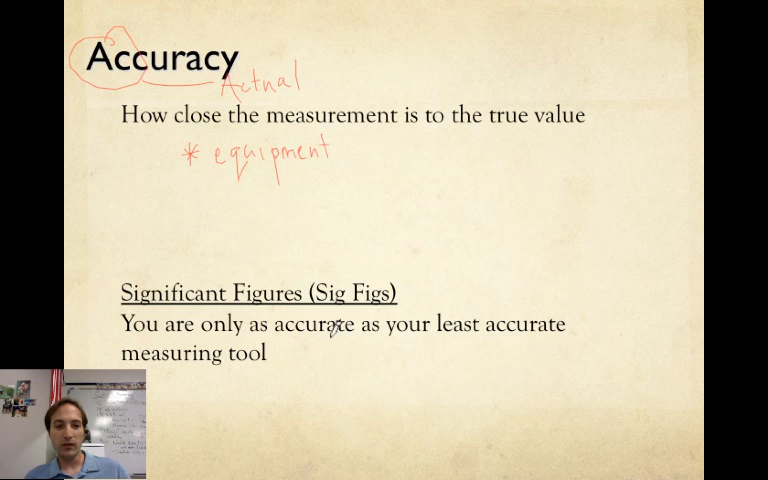 Accuracy
Actual
How close the measurement is to the true value
* equipment
Significant Figures (Sig Figs)
You are only as accurate as your least accurate
measuring tool